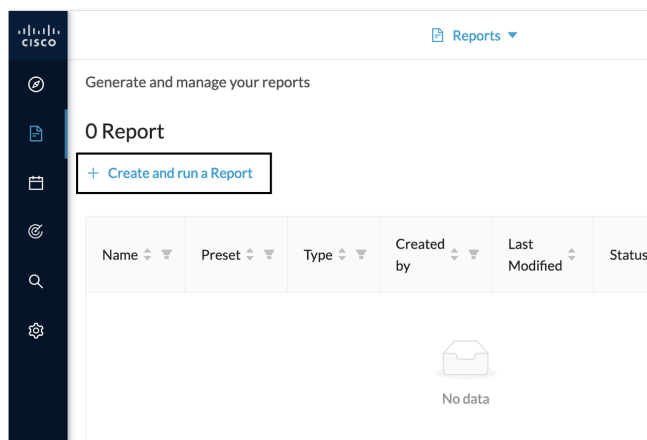 CISCO
Reports
Generate and manage your reports
0 Report
+ Create and run a Report
Name Preset Type Created by Last Modified Status
No data